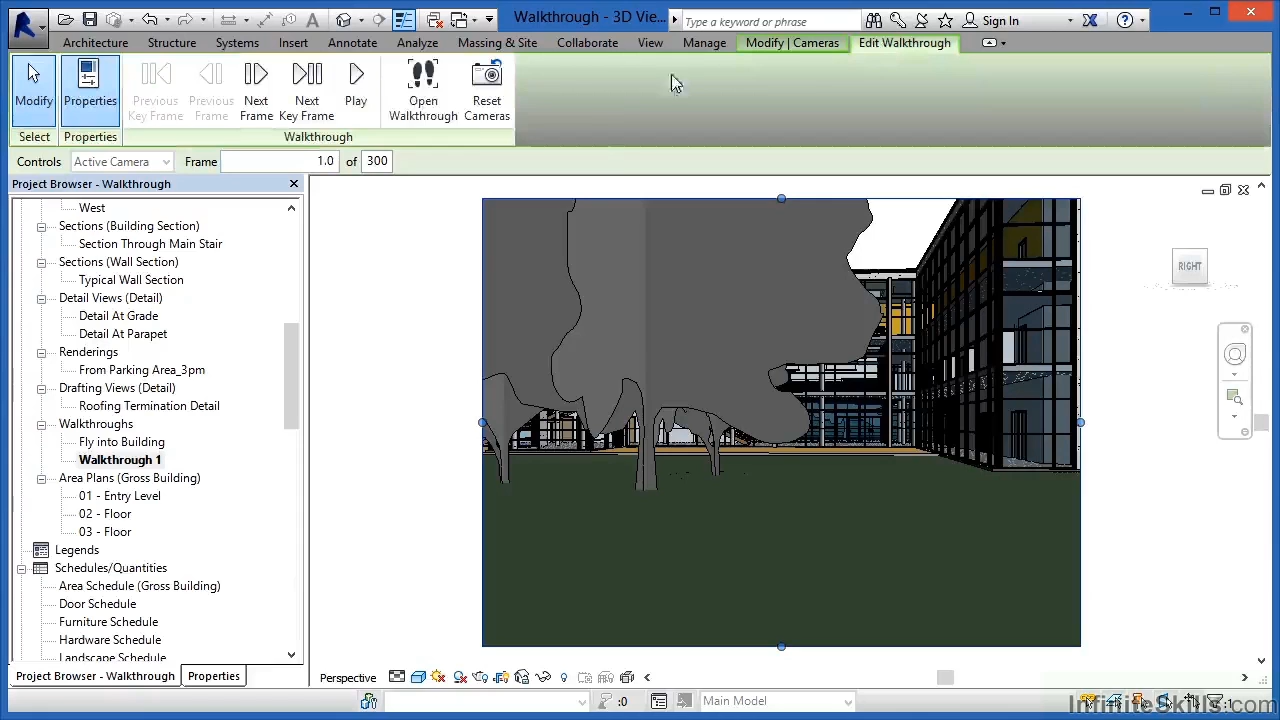 Walkthrough - 3D Vie...
Type a keyword or phrase
Sign In
Architecture Structure Systems Insert Annotate Analyze Massing & Site Collaborate View Manage Modify | Cameras Edit Walkthrough
Modify
Properties
Previous Key Frame
Previous Frame
Next Frame
Next Key Frame
Play
Open Walkthrough
Reset Cameras
Select Properties Walkthrough
Controls Active Camera Frame 1.0 of 300
Project Browser - Walkthrough
West
Sections (Building Section)
Section Through Main Stair
Sections (Wall Section)
Typical Wall Section
Detail Views (Detail)
Detail At Grade
Detail At Parapet
Renderings
From Parking Area_3pm
Drafting Views (Detail)
Roofing Termination Detail
Walkthroughs
Fly into Building
Walkthrough 1
Area Plans (Gross Building)
01 - Entry Level
02 - Floor
03 - Floor
Legends
Schedules/Quantities
Area Schedule (Gross Building)
Door Schedule
Furniture Schedule
Hardware Schedule
Landscape Schedule
RIGHT
Project Browser - Walkthrough Properties
Perspective
:0
Main Model
InfiniteSkills.com